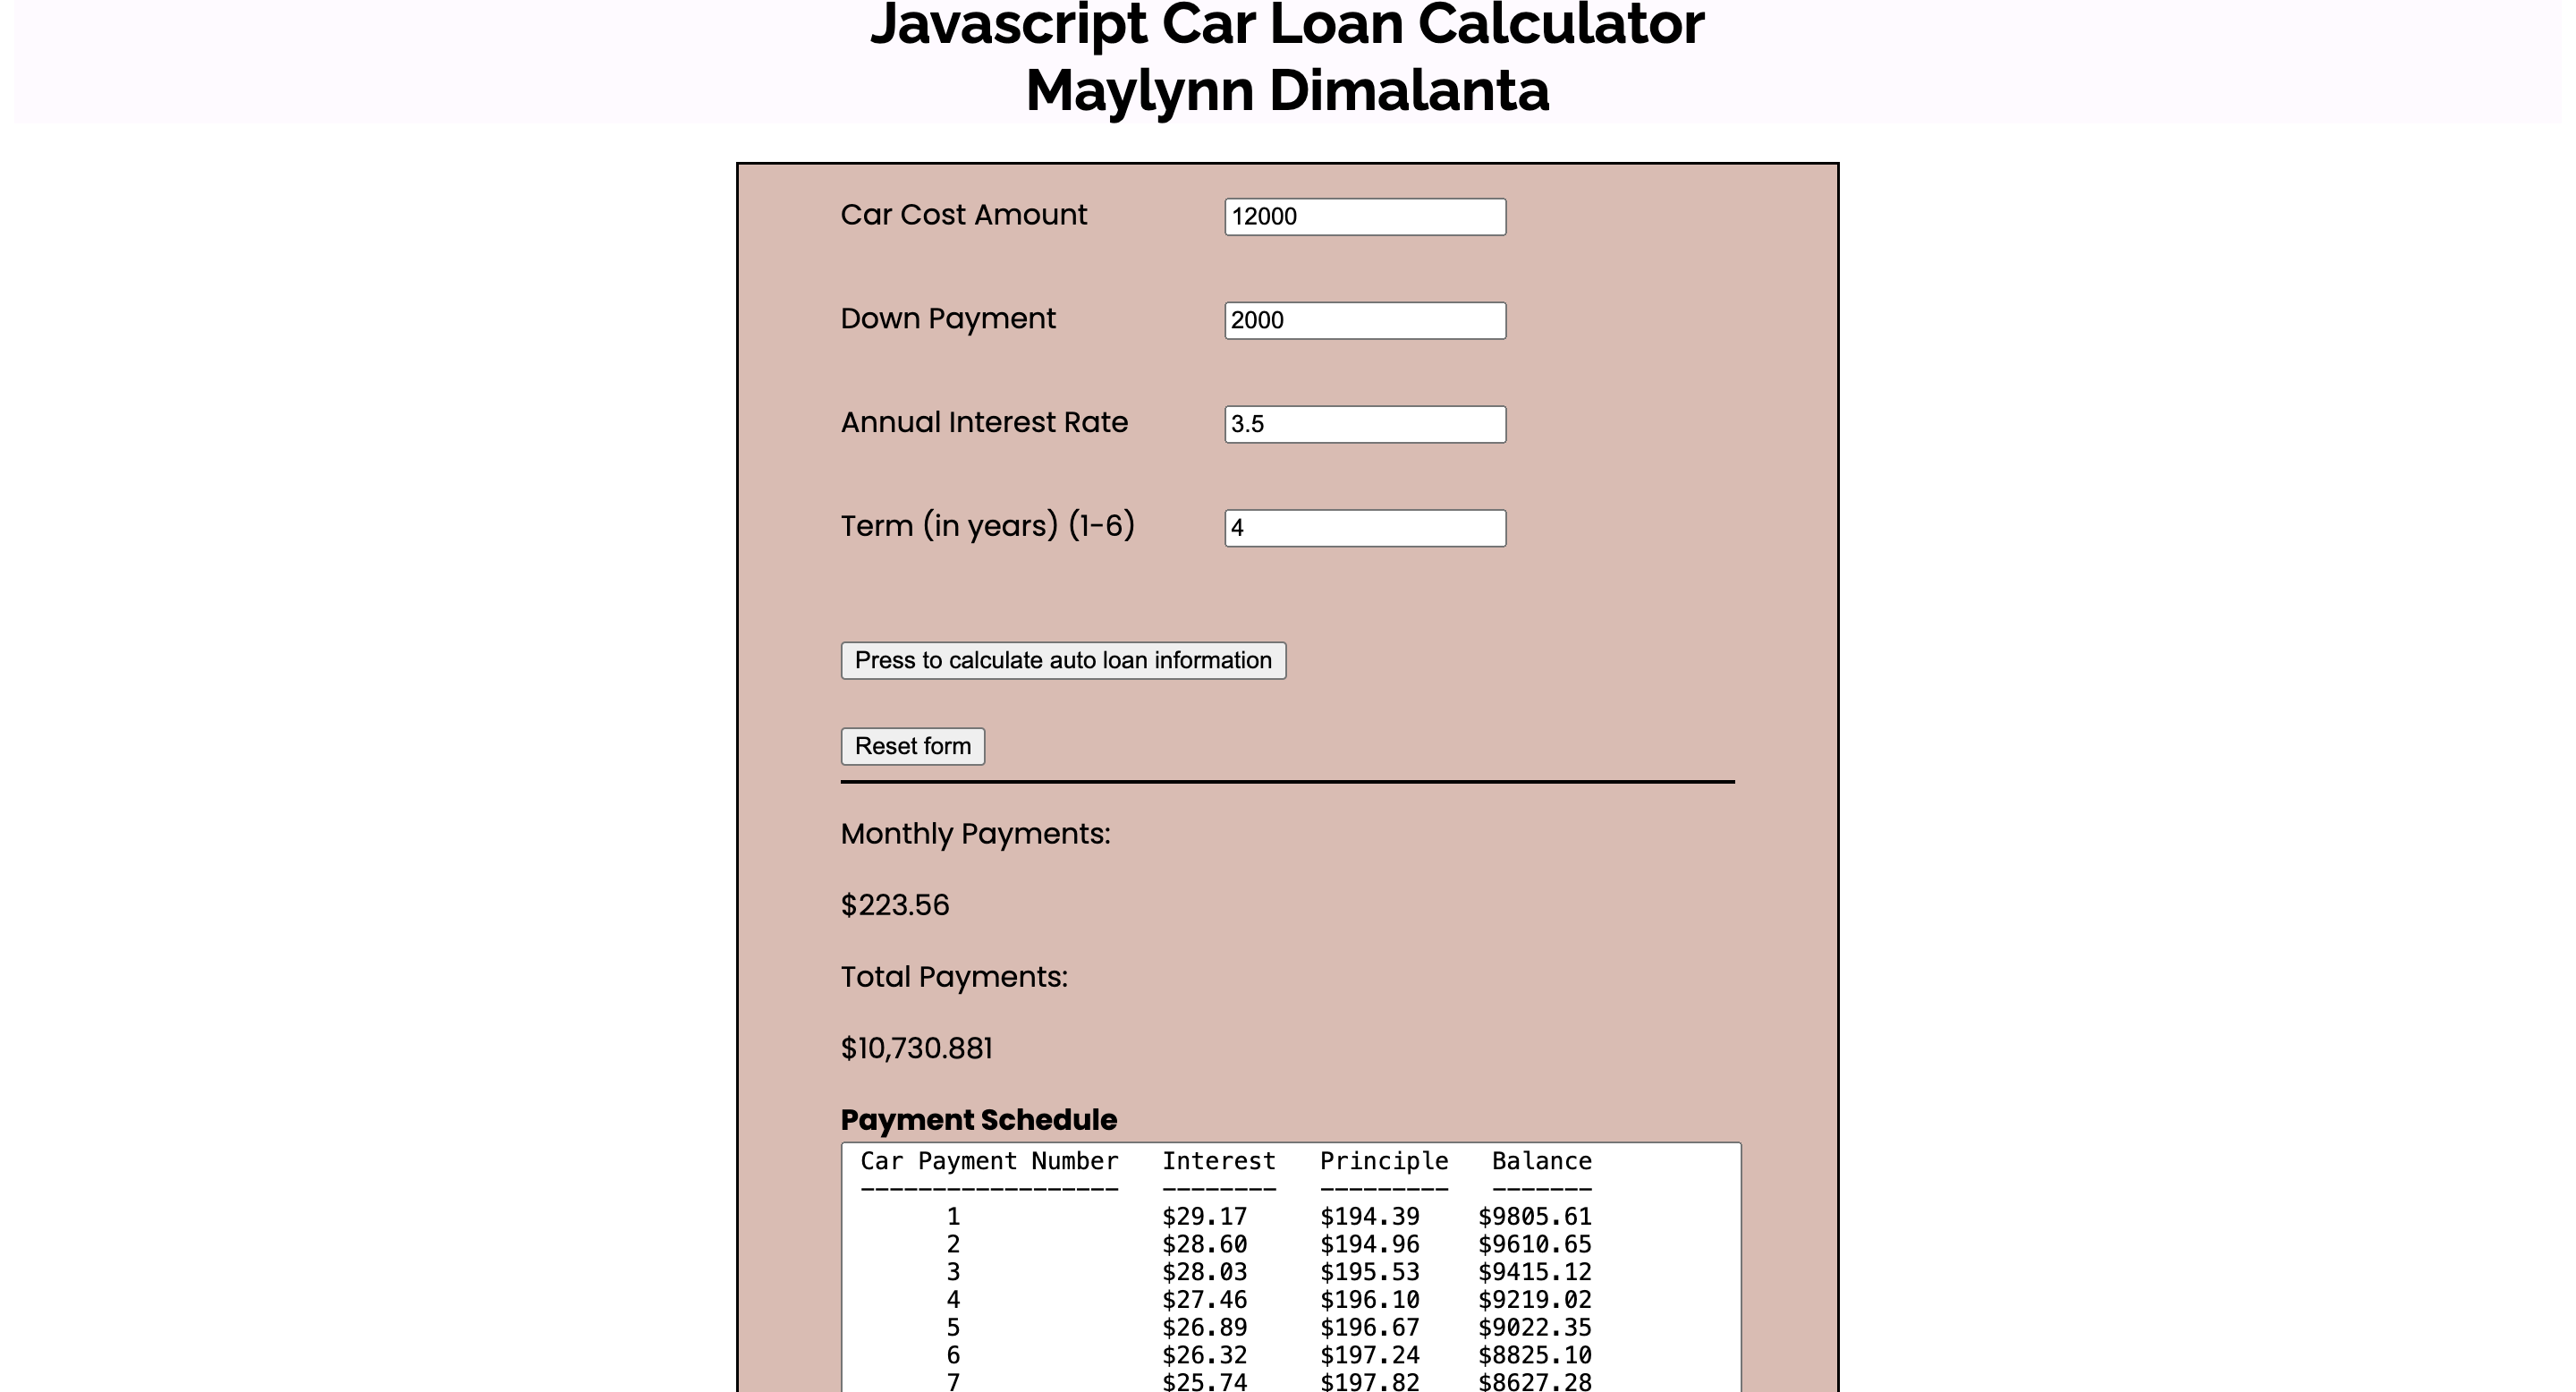 Javascript Car Loan Calculator
Maylynn Dimalanta
Car Cost Amount 12000
Down Payment 2000
Annual Interest Rate 3.5
Term (in years) (1-6) 4
Press to calculate auto loan information
Reset form
Monthly Payments:
$223.56
Total Payments:
$10,730.881
Payment Schedule
Car Payment Number Interest Principle Balance
------------------ -------- --------- -------
1 $29.17 $194.39 $9805.61
2 $28.60 $194.96 $9610.65
3 $28.03 $195.53 $9415.12
4 $27.46 $196.10 $9219.02
5 $26.89 $196.67 $9022.35
6 $26.32 $197.24 $8825.10
7 $25.74 $197.82 $8627.28